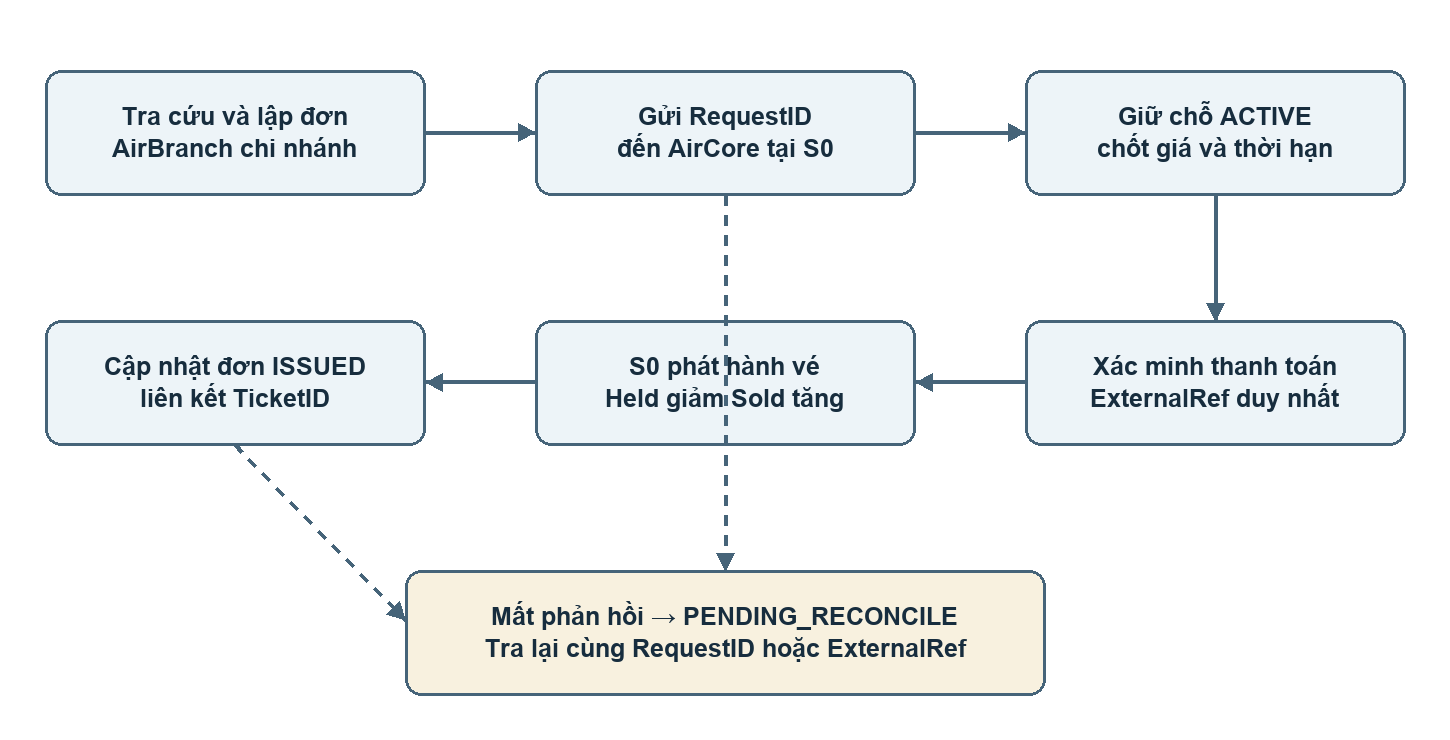 Tra cứu và lập đơn
AirBranch chi nhánh
Gửi RequestID
đến AirCore tại S0
Giữ chỗ ACTIVE
chốt giá và thời hạn
Cập nhật đơn ISSUED
liên kết TicketID
S0 phát hành vé
Held giảm Sold tăng
Xác minh thanh toán
ExternalRef duy nhất
Mất phản hồi → PENDING_RECONCILE
Tra lại cùng RequestID hoặc ExternalRef